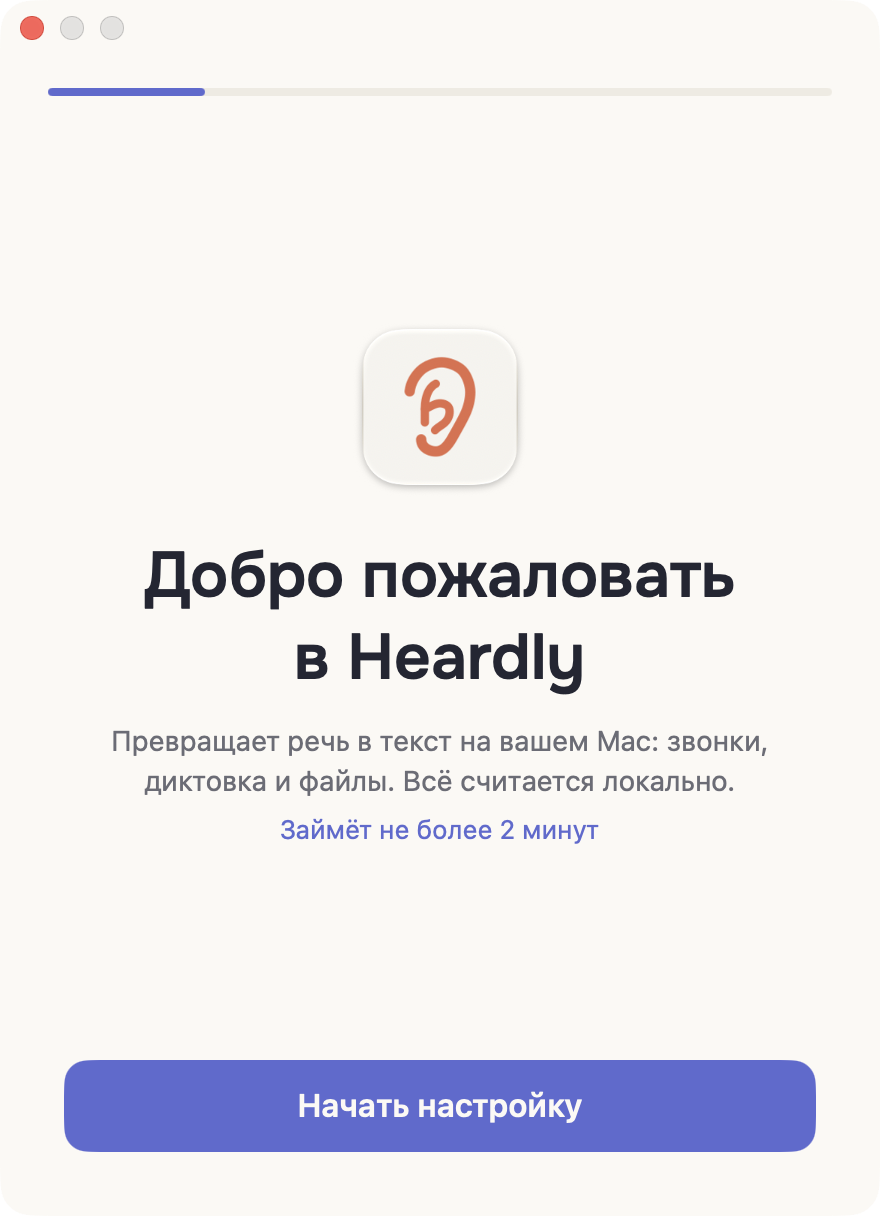 Добро пожаловать
в Heardly
Превращает речь в текст на вашем Mac: звонки,
диктовка и файлы. Всё считается локально.
Займёт не более 2 минут
Начать настройку